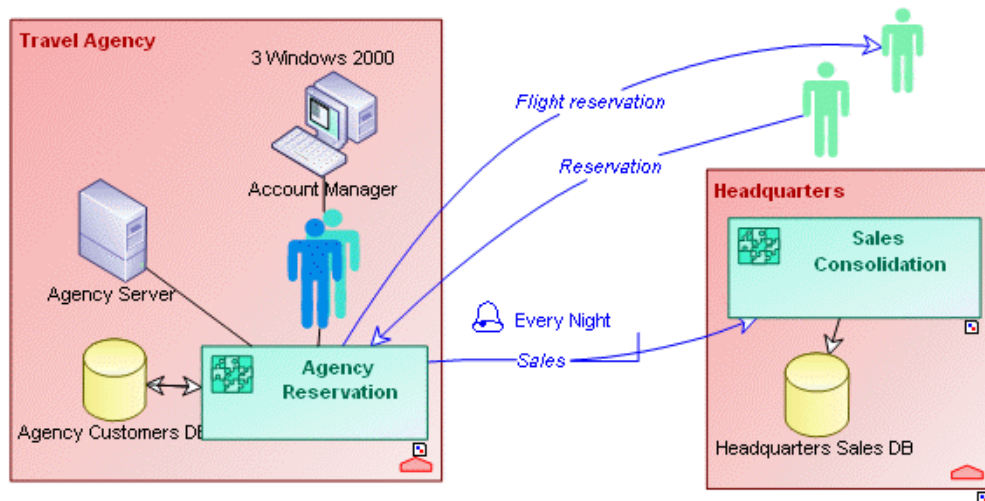 Travel Agency
3 Windows 2000
Account Manager
Agency Server
Agency Customers DB
Agency
Reservation
Flight reservation
Reservation
Every Night
Sales
Headquarters
Sales
Consolidation
Headquarters Sales DB